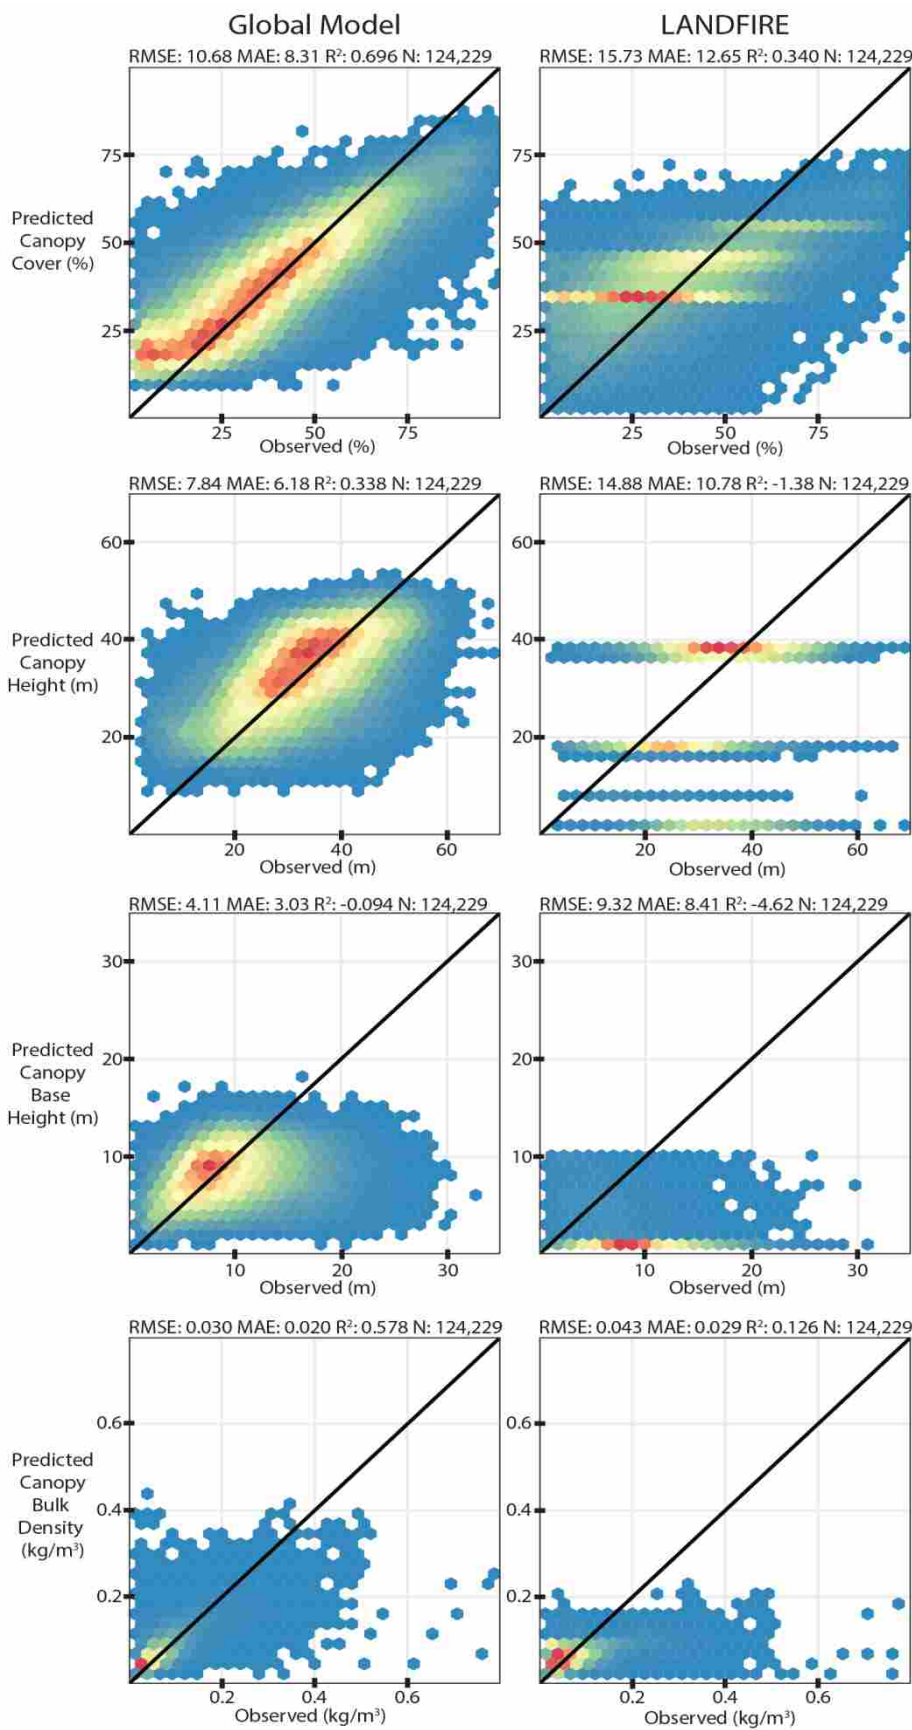 Global Model
LANDFIRE
RMSE: 10.68 MAE: 8.31 R²: 0.696 N: 124,229
RMSE: 15.73 MAE: 12.65 R²: 0.340 N: 124,229
Predicted
Canopy
Cover (%)
75
50
25
75
50
25
25
50
75
Observed (%)
25
50
75
Observed (%)
RMSE: 7.84 MAE: 6.18 R²: 0.338 N: 124,229
RMSE: 14.88 MAE: 10.78 R²: -1.38 N: 124,229
Predicted
Canopy
Height (m)
60
40
20
60
40
20
20
40
60
Observed (m)
20
40
60
Observed (m)
RMSE: 4.11 MAE: 3.03 R²: -0.094 N: 124,229
RMSE: 9.32 MAE: 8.41 R²: -4.62 N: 124,229
Predicted
Canopy
Base
Height (m)
30
20
10
30
20
10
10
20
30
Observed (m)
10
20
30
Observed (m)
RMSE: 0.030 MAE: 0.020 R²: 0.578 N: 124,229
RMSE: 0.043 MAE: 0.029 R²: 0.126 N: 124,229
Predicted
Canopy
Bulk
Density
(kg/m³)
0.6
0.4
0.2
0.6
0.4
0.2
0.2
0.4
0.6
Observed (kg/m³)
0.2
0.4
0.6
Observed (kg/m³)